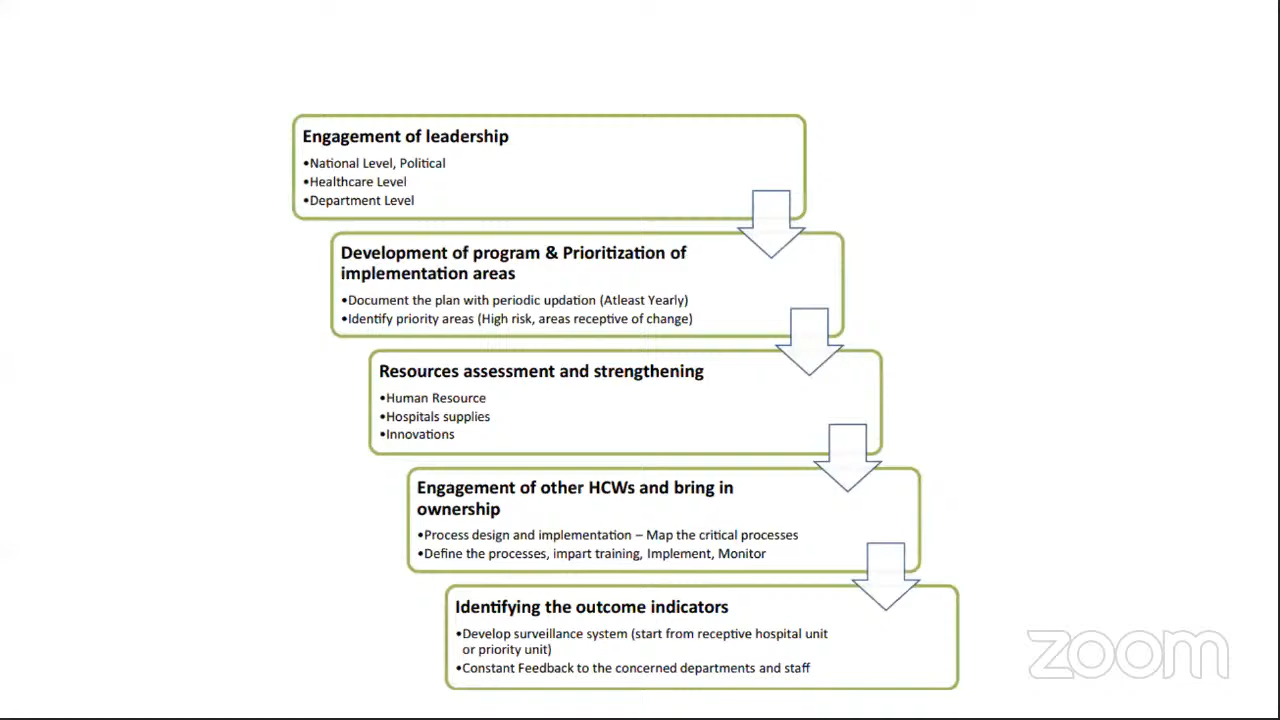 Engagement of leadership
•National Level, Political
•Healthcare Level
•Department Level
Development of program & Prioritization of
implementation areas
•Document the plan with periodic updation (Atleast Yearly)
•Identify priority areas (High risk, areas receptive of change)
Resources assessment and strengthening
•Human Resource
•Hospitals supplies
•Innovations
Engagement of other HCWs and bring in
ownership
•Process design and implementation – Map the critical processes
•Define the processes, impart training, Implement, Monitor
Identifying the outcome indicators
•Develop surveillance system (start from receptive hospital unit
or priority unit)
•Constant Feedback to the concerned departments and staff
zoom